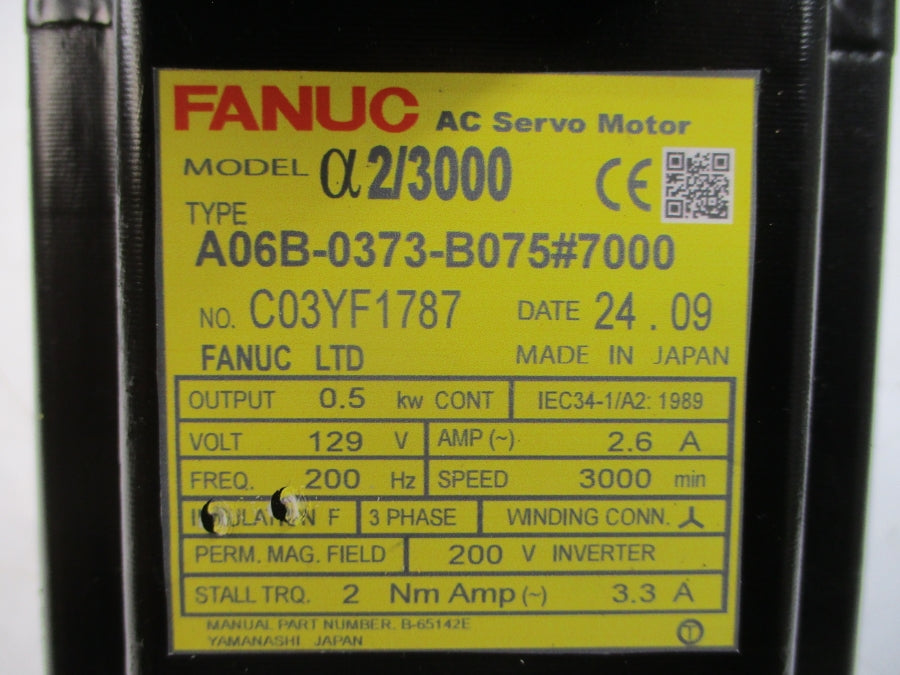 FANUC AC Servo Motor
MODEL α2/3000
CE
TYPE
A06B-0373-B075#7000
NO. C03YF1787 DATE 24.09
FANUC LTD MADE IN JAPAN
OUTPUT 0.5 kw CONT IEC34-1/A2: 1989
VOLT 129 V AMP (~) 2.6 A
FREQ. 200 Hz SPEED 3000 min
INSULATION F 3 PHASE WINDING CONN.
PERM. MAG. FIELD 200 V INVERTER
STALL TRQ. 2 Nm Amp (~) 3.3 A
MANUAL PART NUMBER. B-65142E
YAMANASHI JAPAN